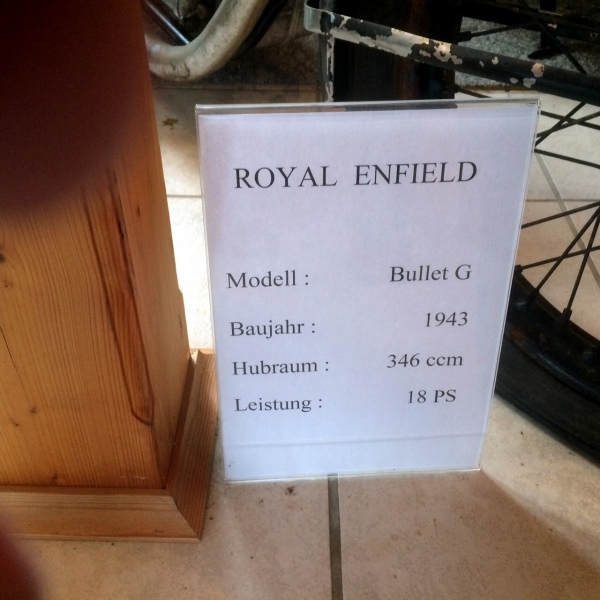 ROYAL ENFIELD
Modell : Bullet G
Baujahr : 1943
Hubraum : 346 ccm
Leistung : 18 PS